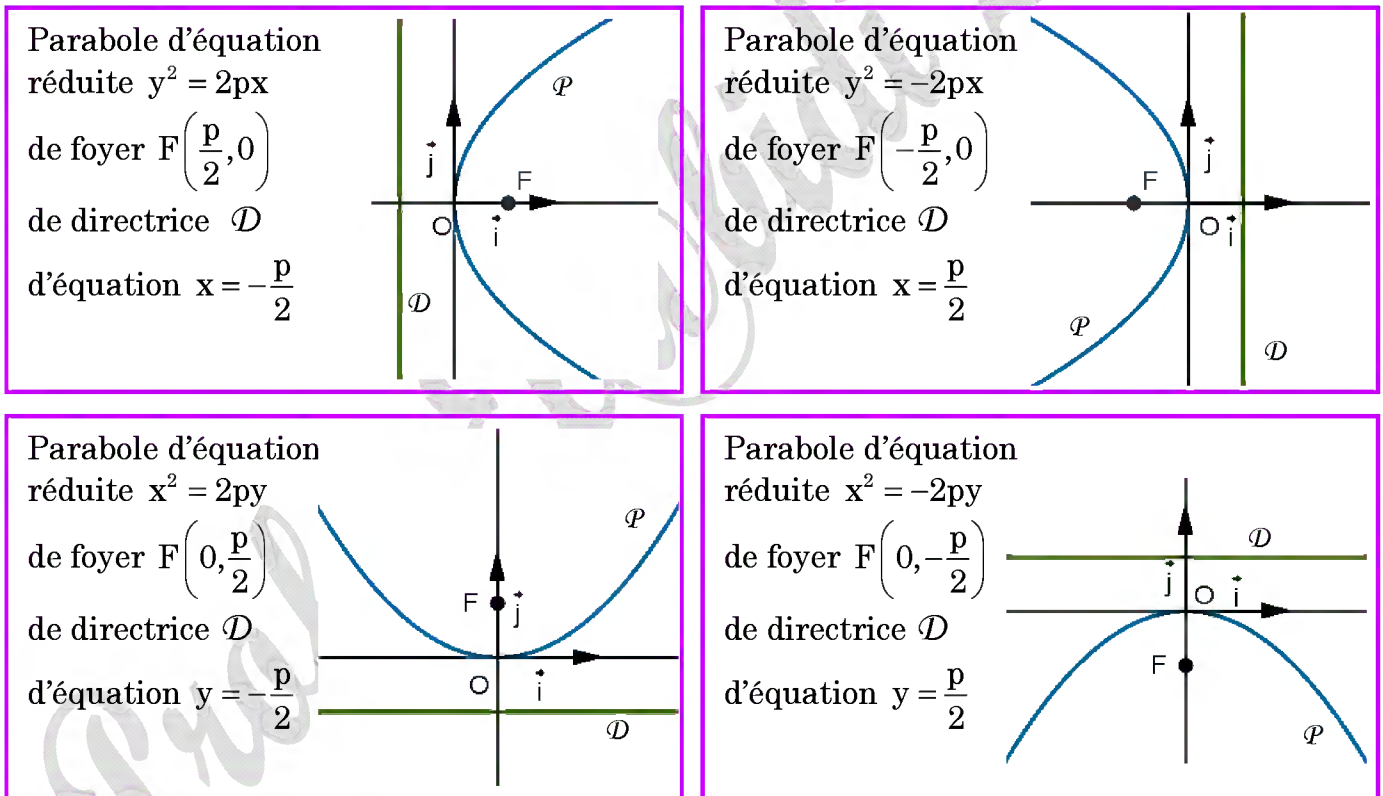 Parabole d'équation
réduite y² = 2px
de foyer F(p/2,0)
de directrice 𝒟
d'équation x = −p/2
𝒫
j⃗
F
O
i⃗
𝒟
Parabole d'équation
réduite y² = −2px
de foyer F(−p/2,0)
de directrice 𝒟
d'équation x = p/2
j⃗
F
O i⃗
𝒫
𝒟
Parabole d'équation
réduite x² = 2py
de foyer F(0,p/2)
de directrice 𝒟
d'équation y = −p/2
𝒫
F j⃗
O i⃗
𝒟
Parabole d'équation
réduite x² = −2py
de foyer F(0,−p/2)
de directrice 𝒟
d'équation y = p/2
𝒟
j⃗ O i⃗
F
𝒫
Prof